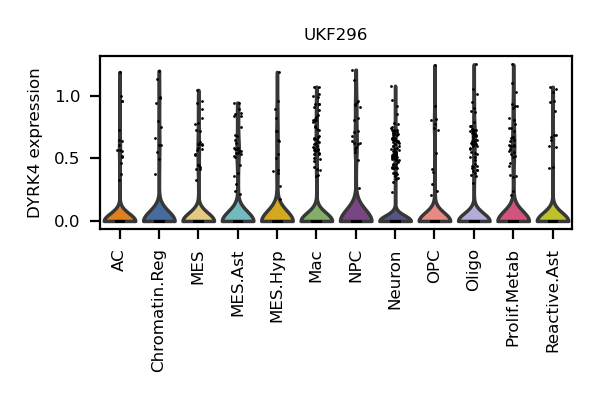 UKF296
DYRK4 expression
1.0
0.5
0.0
AC
Chromatin.Reg
MES
MES.Ast
MES.Hyp
Mac
NPC
Neuron
OPC
Oligo
Prolif.Metab
Reactive.Ast